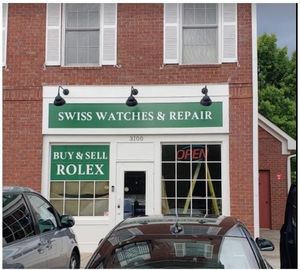 SWISS WATCHES & REPAIR
3100
BUY & SELL
ROLEX
OPEN